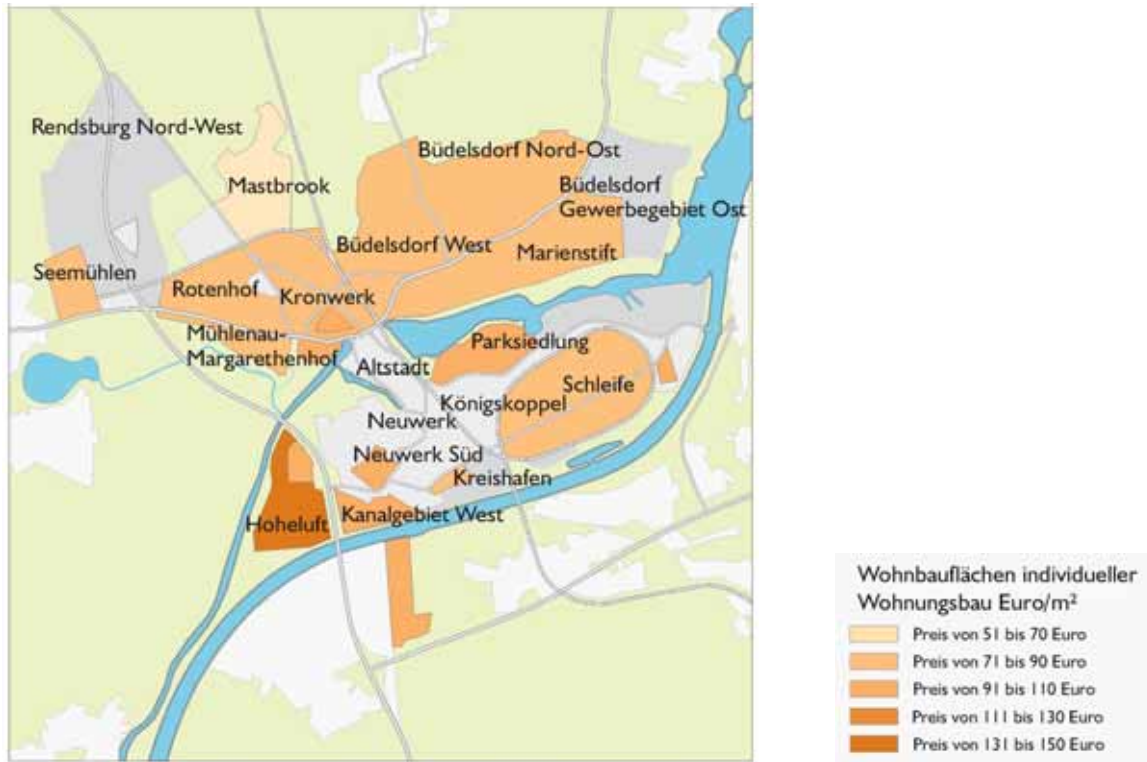 Rendsburg Nord-West
Büdelsdorf Nord-Ost
Mastbrook
Büdelsdorf
Gewerbegebiet Ost
Büdelsdorf West
Marienstift
Seemühlen
Rotenhof
Kronwerk
Mühlenau-
Margarethenhof
Parksiedlung
Altstadt
Schleife
Königskoppel
Neuwerk
Neuwerk Süd
Kreishafen
Kanalgebiet West
Hoheluft
Wohnbauflächen individueller
Wohnungsbau Euro/m²
Preis von 51 bis 70 Euro
Preis von 71 bis 90 Euro
Preis von 91 bis 110 Euro
Preis von 111 bis 130 Euro
Preis von 131 bis 150 Euro